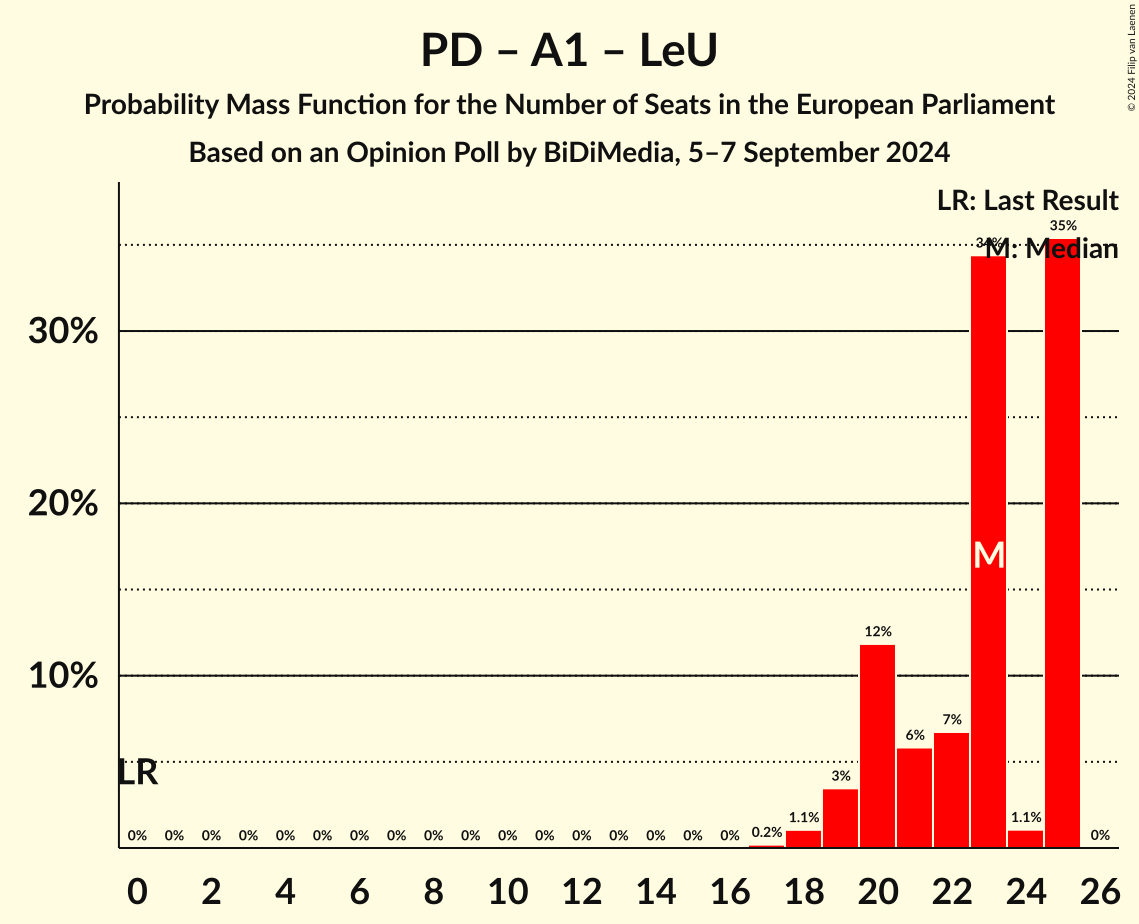 PD – A1 – LeU
Probability Mass Function for the Number of Seats in the European Parliament
Based on an Opinion Poll by BiDiMedia, 5–7 September 2024
© 2024 Filip van Laenen
LR: Last Result
M: Median
35%
34%
30%
20%
M
12%
10%
7%
6%
LR
3%
0% 0% 0% 0% 0% 0% 0% 0% 0% 0% 0% 0% 0% 0% 0% 0% 0% 0.2% 1.1% 1.1% 0%
0 2 4 6 8 10 12 14 16 18 20 22 24 26